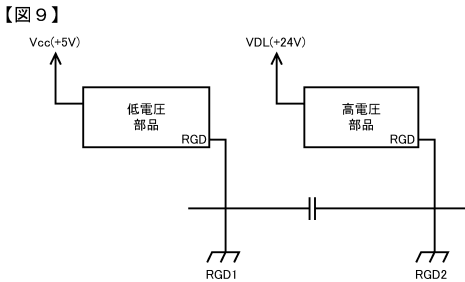 【図9】
Vcc(+5V)
VDL(+24V)
低電圧
部品
RGD
高電圧
部品
RGD
RGD1
RGD2